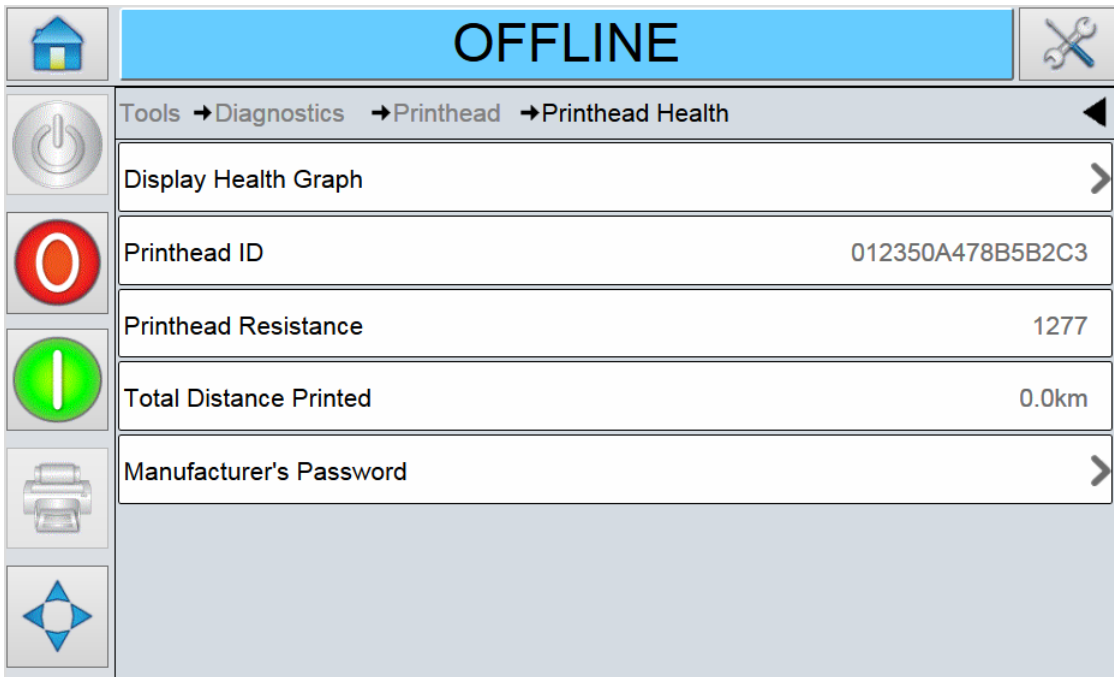 OFFLINE
Tools ➔Diagnostics ➔Printhead ➔Printhead Health
Display Health Graph
Printhead ID 012350A478B5B2C3
Printhead Resistance 1277
Total Distance Printed 0.0km
Manufacturer's Password